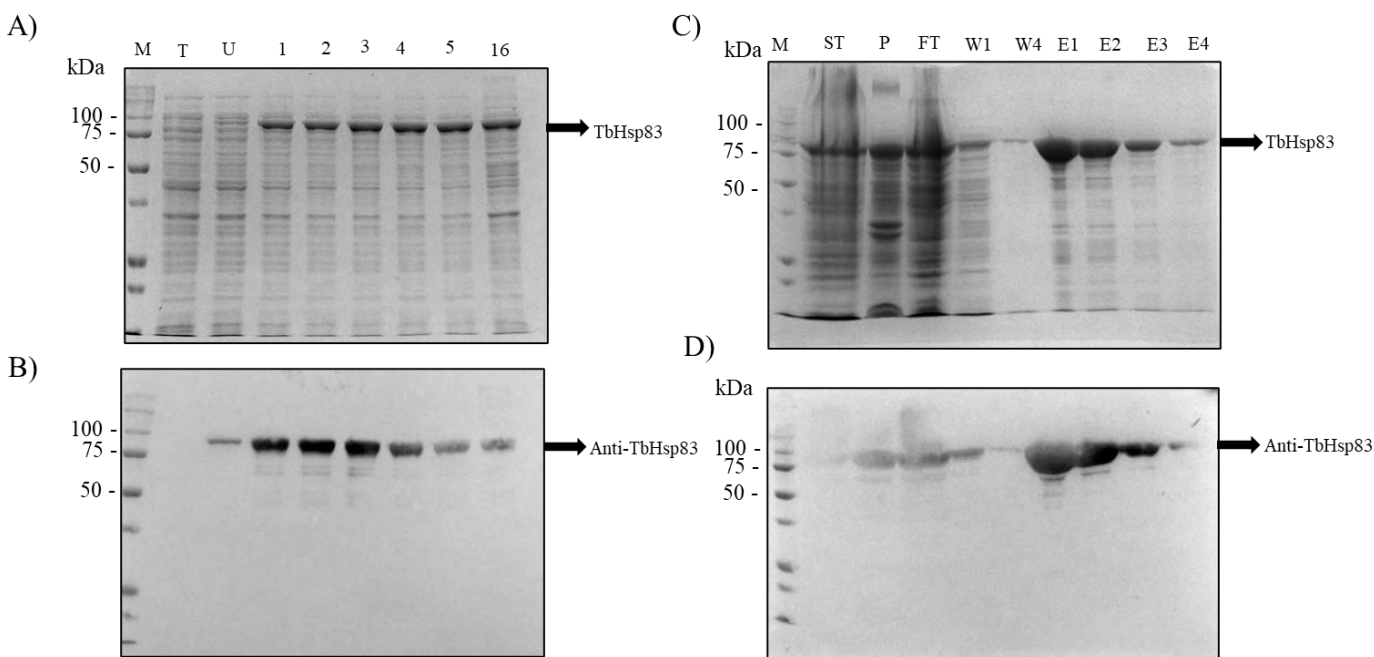 A)
M T U 1 2 3 4 5 16
kDa
100 -
75 -
50 -
TbHsp83
B)
100 -
75 -
50 -
Anti-TbHsp83
C)
kDa M ST P FT W1 W4 E1 E2 E3 E4
100 -
75 -
50 -
TbHsp83
D)
kDa
100 -
75 -
50 -
Anti-TbHsp83